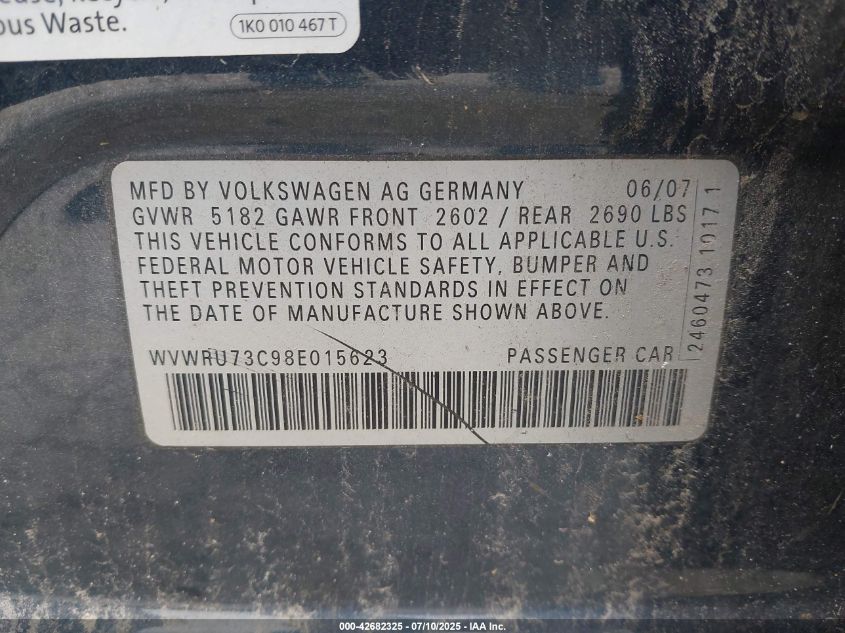 ous Waste.
1K0 010 467 T
MFD BY VOLKSWAGEN AG GERMANY 06/07
GVWR 5182 GAWR FRONT 2602 / REAR 2690 LBS
THIS VEHICLE CONFORMS TO ALL APPLICABLE U.S.
FEDERAL MOTOR VEHICLE SAFETY, BUMPER AND
THEFT PREVENTION STANDARDS IN EFFECT ON
THE DATE OF MANUFACTURE SHOWN ABOVE.
WVWRU73C98E015623 PASSENGER CAR
2460473 10171
000-42682325 - 07/10/2025 - IAA Inc.